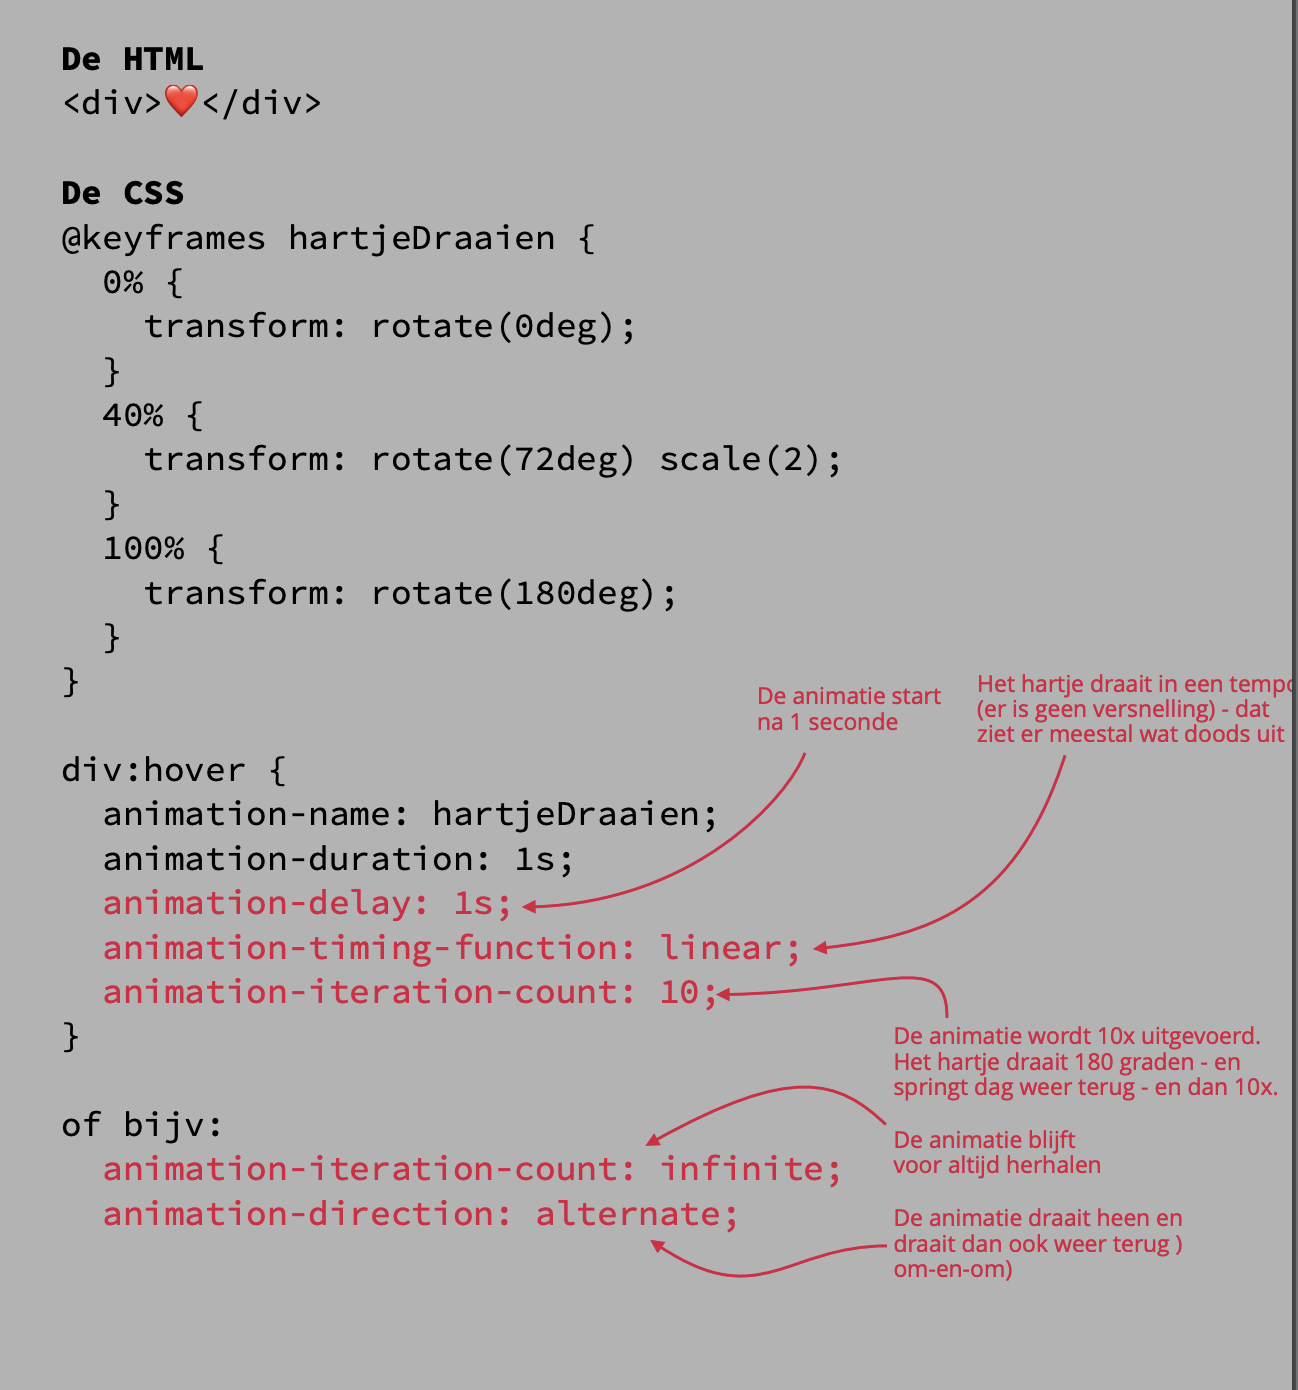 De HTML
<div>❤️</div>
De CSS
@keyframes hartjeDraaien {
0% {
transform: rotate(0deg);
}
40% {
transform: rotate(72deg) scale(2);
}
100% {
transform: rotate(180deg);
}
}
De animatie start
na 1 seconde
Het hartje draait in een tempo
(er is geen versnelling) - dat
ziet er meestal wat doods uit
div:hover {
animation-name: hartjeDraaien;
animation-duration: 1s;
animation-delay: 1s;
animation-timing-function: linear;
animation-iteration-count: 10;
}
De animatie wordt 10x uitgevoerd.
Het hartje draait 180 graden - en
springt dag weer terug - en dan 10x.
of bijv:
animation-iteration-count: infinite;
animation-direction: alternate;
De animatie blijft
voor altijd herhalen
De animatie draait heen en
draait dan ook weer terug )
om-en-om)